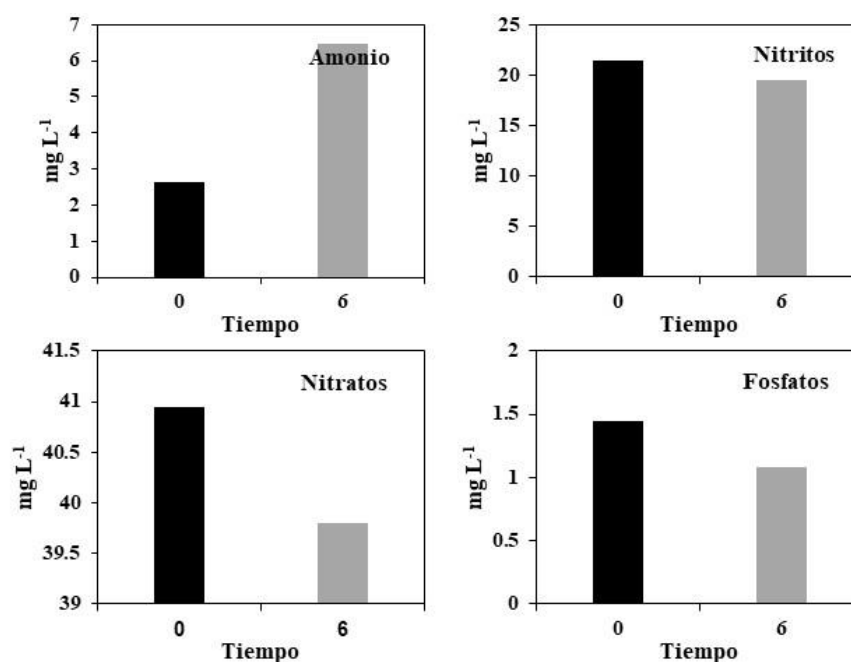 7
6
5
4
3
2
1
0
mg L⁻¹
Amonio
0 6
Tiempo
25
20
15
10
5
0
mg L⁻¹
Nitritos
0 6
Tiempo
41.5
41
40.5
40
39.5
39
mg L⁻¹
Nitratos
0 6
Tiempo
2
1.5
1
0.5
0
mg L⁻¹
Fosfatos
0 6
Tiempo